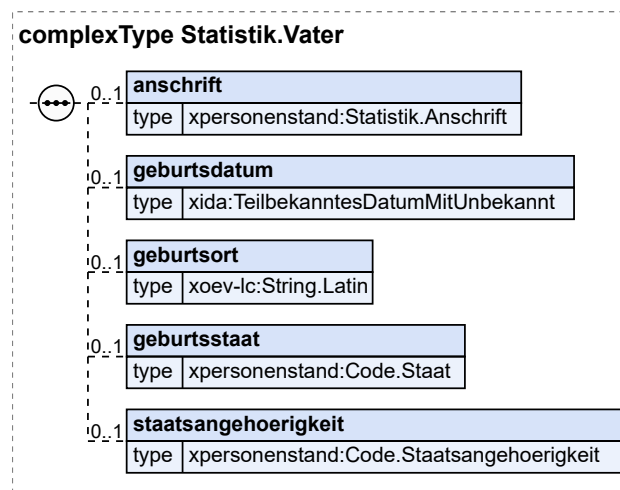 complexType Statistik.Vater
0..1 anschrift
type xpersonenstand:Statistik.Anschrift
0..1 geburtsdatum
type xida:TeilbekanntesDatumMitUnbekannt
0..1 geburtsort
type xoev-lc:String.Latin
0..1 geburtsstaat
type xpersonenstand:Code.Staat
0..1 staatsangehoerigkeit
type xpersonenstand:Code.Staatsangehoerigkeit